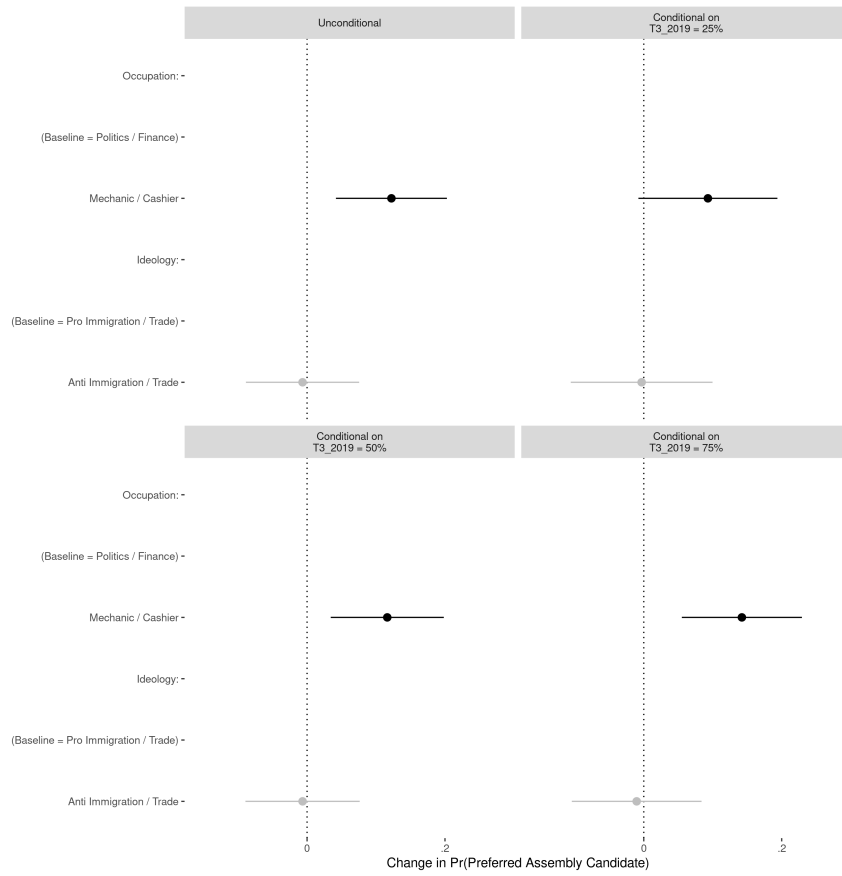 Unconditional
Conditional on
T3_2019 = 25%
Occupation:
(Baseline = Politics / Finance)
Mechanic / Cashier
Ideology:
(Baseline = Pro Immigration / Trade)
Anti Immigration / Trade
Conditional on
T3_2019 = 50%
Conditional on
T3_2019 = 75%
Occupation:
(Baseline = Politics / Finance)
Mechanic / Cashier
Ideology:
(Baseline = Pro Immigration / Trade)
Anti Immigration / Trade
0 .2 0 .2
Change in Pr(Preferred Assembly Candidate)